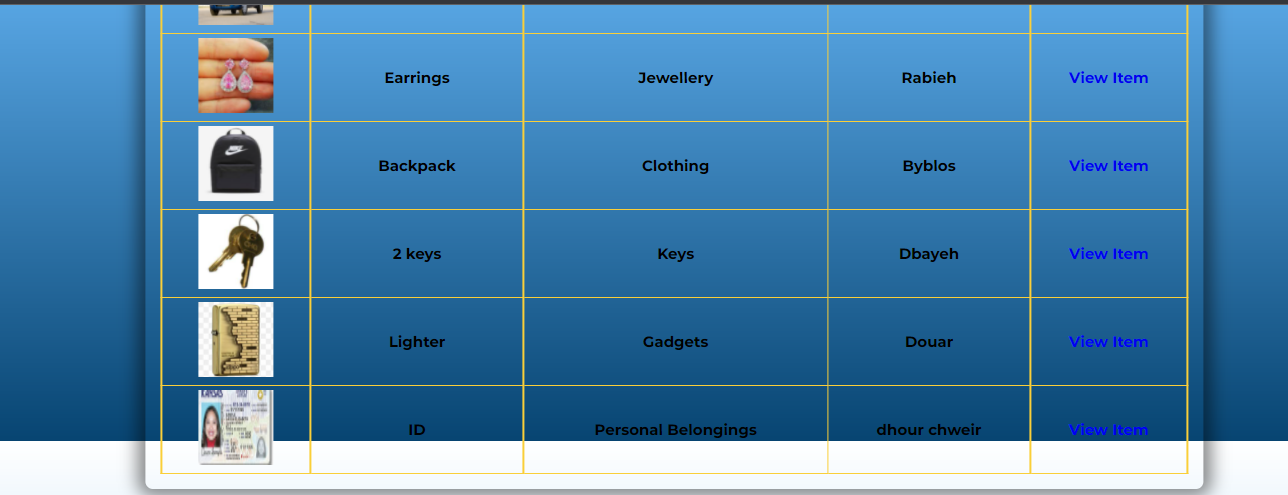 Earrings Jewellery Rabieh View Item
Backpack Clothing Byblos View Item
2 keys Keys Dbayeh View Item
Lighter Gadgets Douar View Item
KANSAS
ID Personal Belongings dhour chweir View Item